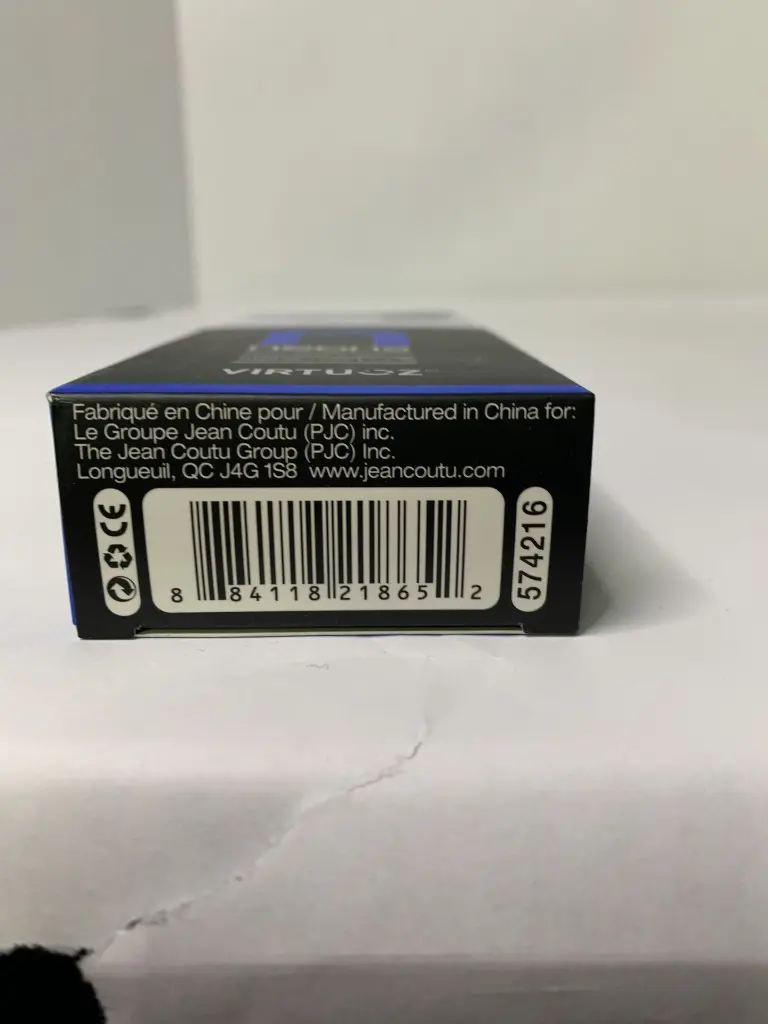 VIRTUOZ
Fabriqué en Chine pour / Manufactured in China for:
Le Groupe Jean Coutu (PJC) inc.
The Jean Coutu Group (PJC) Inc.
Longueuil, QC J4G 1S8 www.jeancoutu.com
CE
8 84118 21865 2
574216